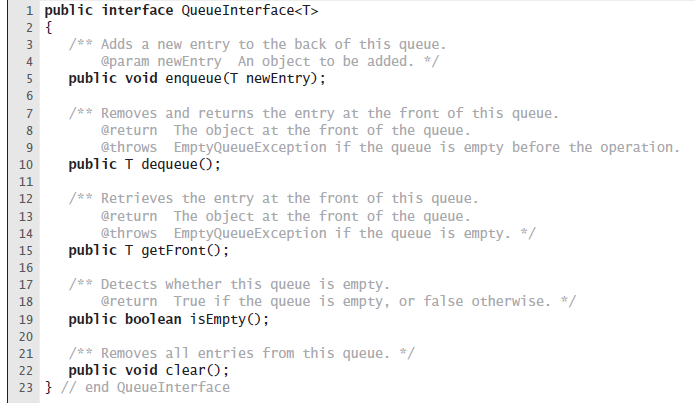 1 public interface QueueInterface<T>
2 {
3 /** Adds a new entry to the back of this queue.
4 @param newEntry An object to be added. */
5 public void enqueue(T newEntry);
6
7 /** Removes and returns the entry at the front of this queue.
8 @return The object at the front of the queue.
9 @throws EmptyQueueException if the queue is empty before the operation.
10 public T dequeue();
11
12 /** Retrieves the entry at the front of this queue.
13 @return The object at the front of the queue.
14 @throws EmptyQueueException if the queue is empty. */
15 public T getFront();
16
17 /** Detects whether this queue is empty.
18 @return True if the queue is empty, or false otherwise. */
19 public boolean isEmpty();
20
21 /** Removes all entries from this queue. */
22 public void clear();
23 } // end QueueInterface